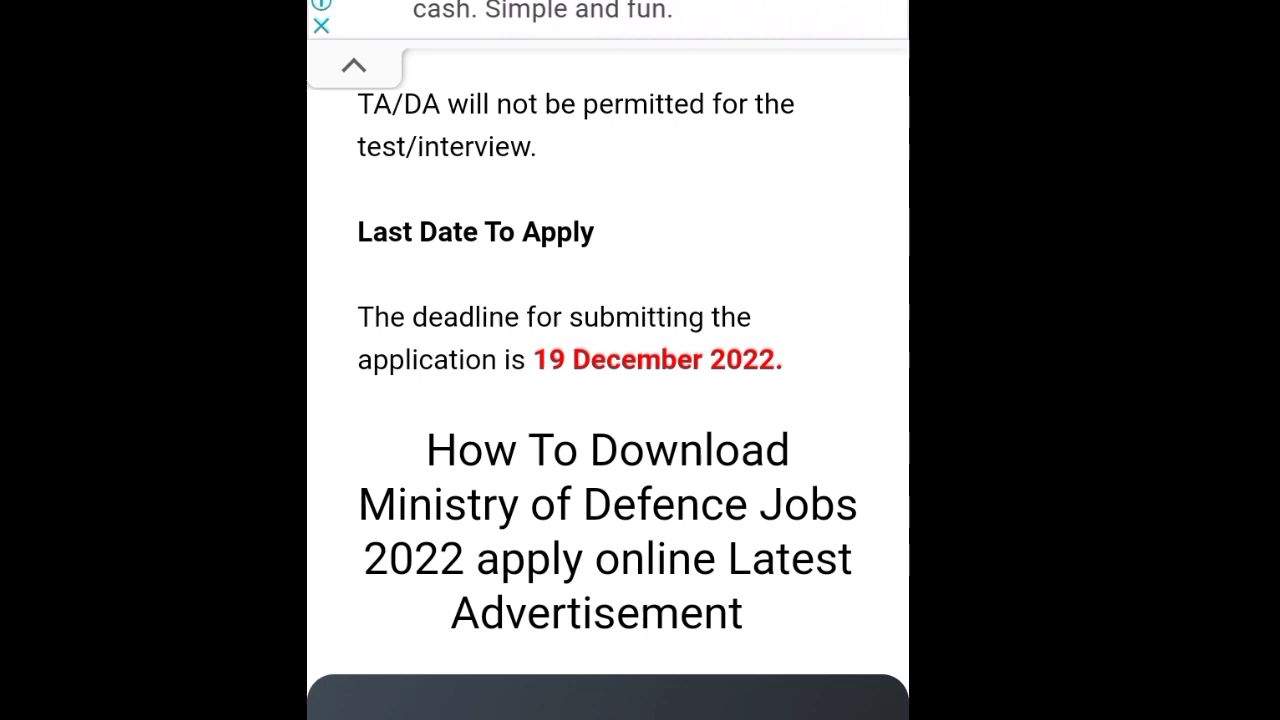 cash. Simple and fun.
TA/DA will not be permitted for the
test/interview.
Last Date To Apply
The deadline for submitting the
application is 19 December 2022.
How To Download
Ministry of Defence Jobs
2022 apply online Latest
Advertisement